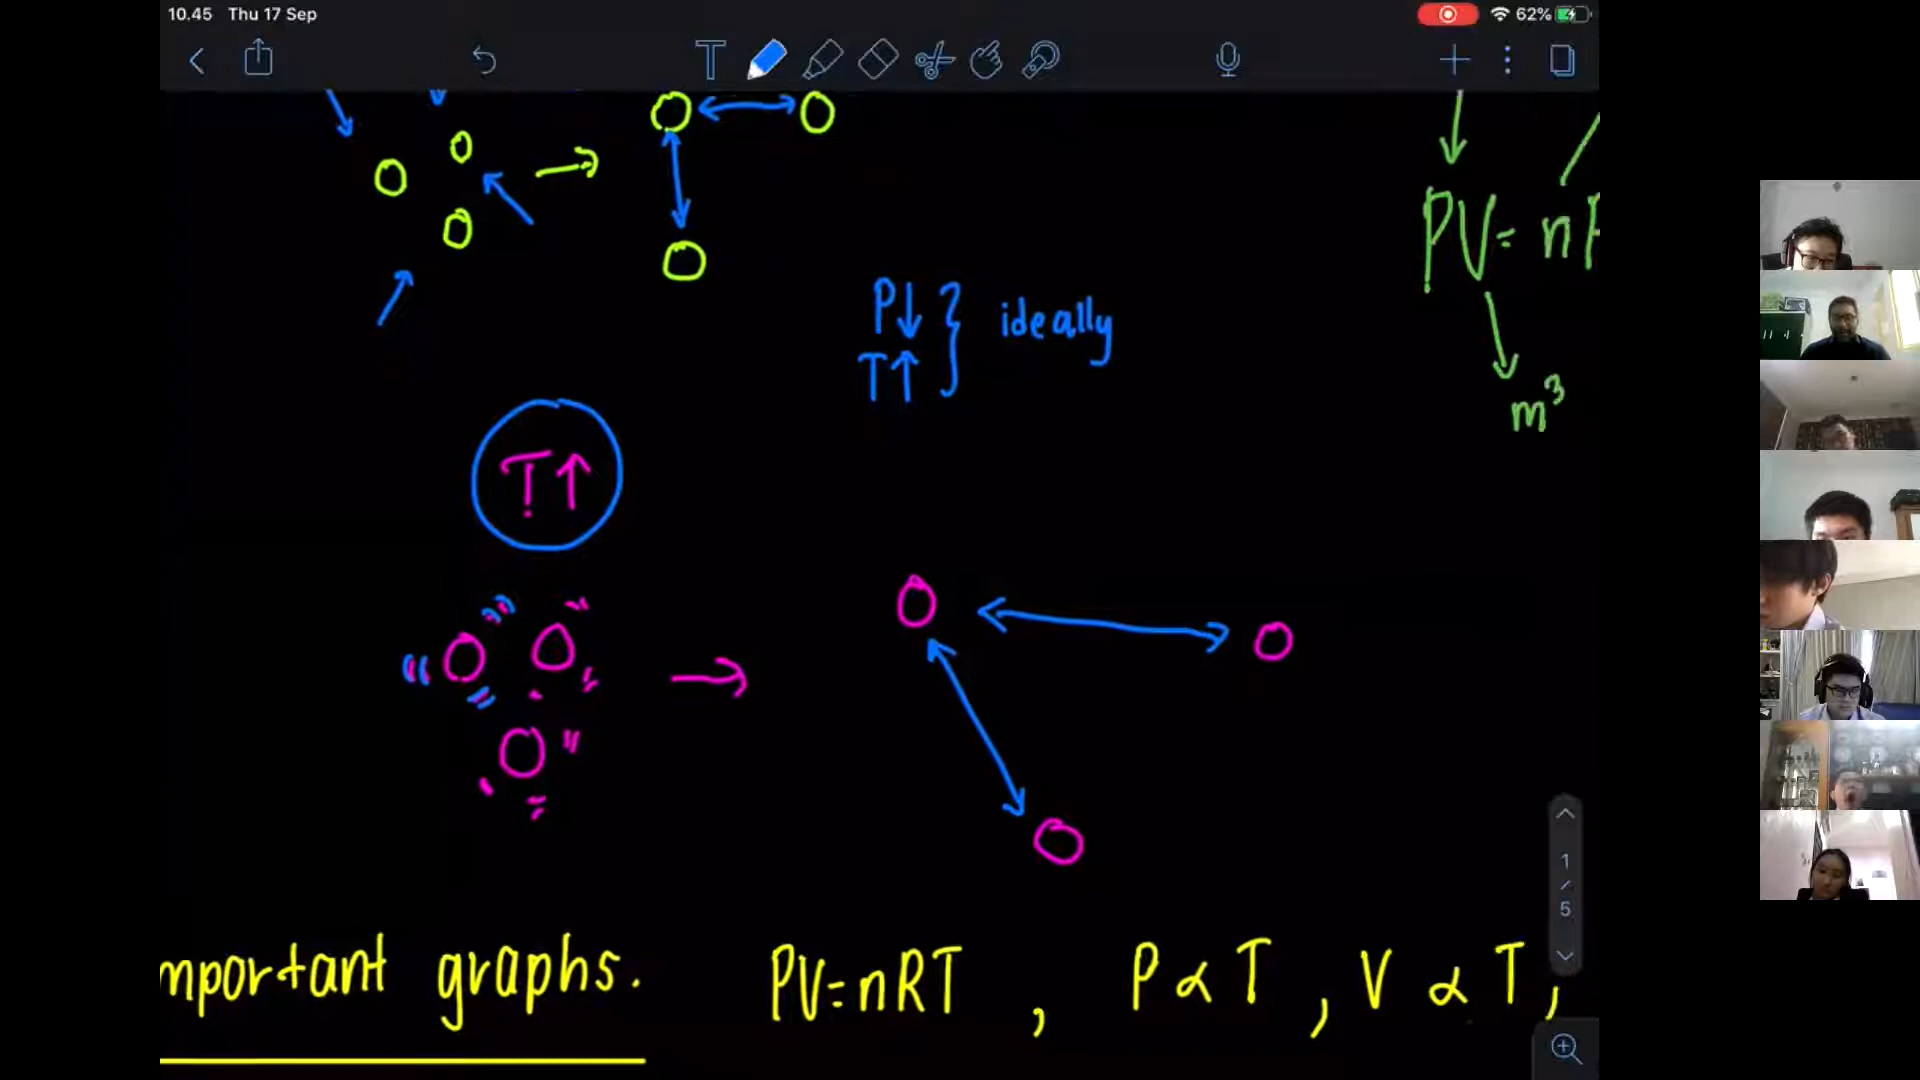 10.45 Thu 17 Sep
62%
T
PV= n
P↓ } ideally
T↑
m³
T↑
1
/
5
mportant graphs. PV=nRT , P ∝ T , V ∝ T ,